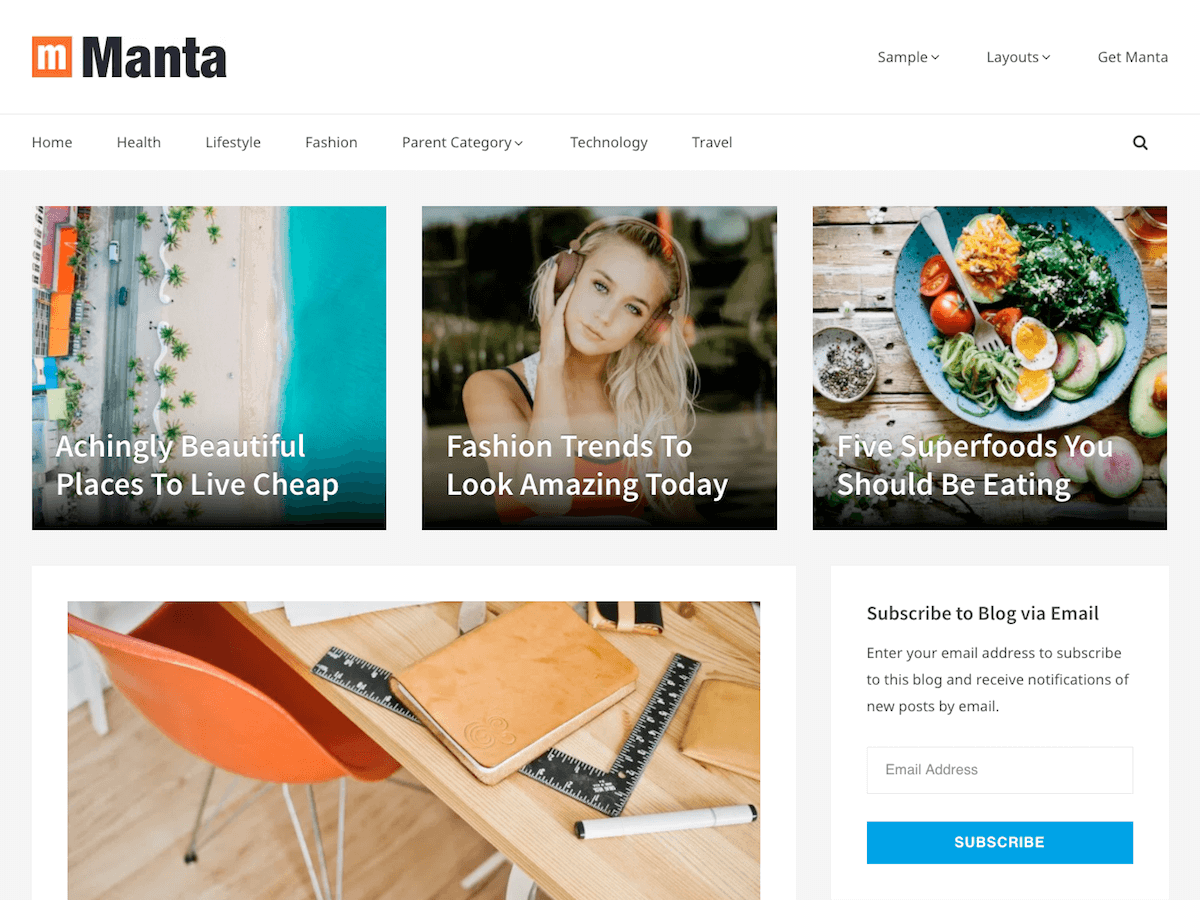 m Manta
Sample
Layouts
Get Manta
Home
Health
Lifestyle
Fashion
Parent Category
Technology
Travel
Achingly Beautiful
Places To Live Cheap
Fashion Trends To
Look Amazing Today
Five Superfoods You
Should Be Eating
Subscribe to Blog via Email
Enter your email address to subscribe
to this blog and receive notifications of
new posts by email.
Email Address
SUBSCRIBE